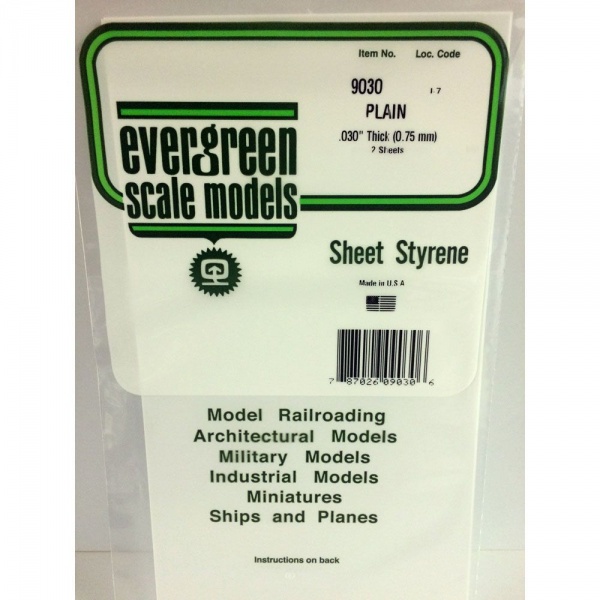 Item No. Loc. Code
9030 I-7
PLAIN
.030" Thick (0.75 mm)
2 Sheets
evergreen
scale models
Sheet Styrene
Made in U.S.A
7 87026 09030 6
Model Railroading
Architectural Models
Military Models
Industrial Models
Miniatures
Ships and Planes
Instructions on back